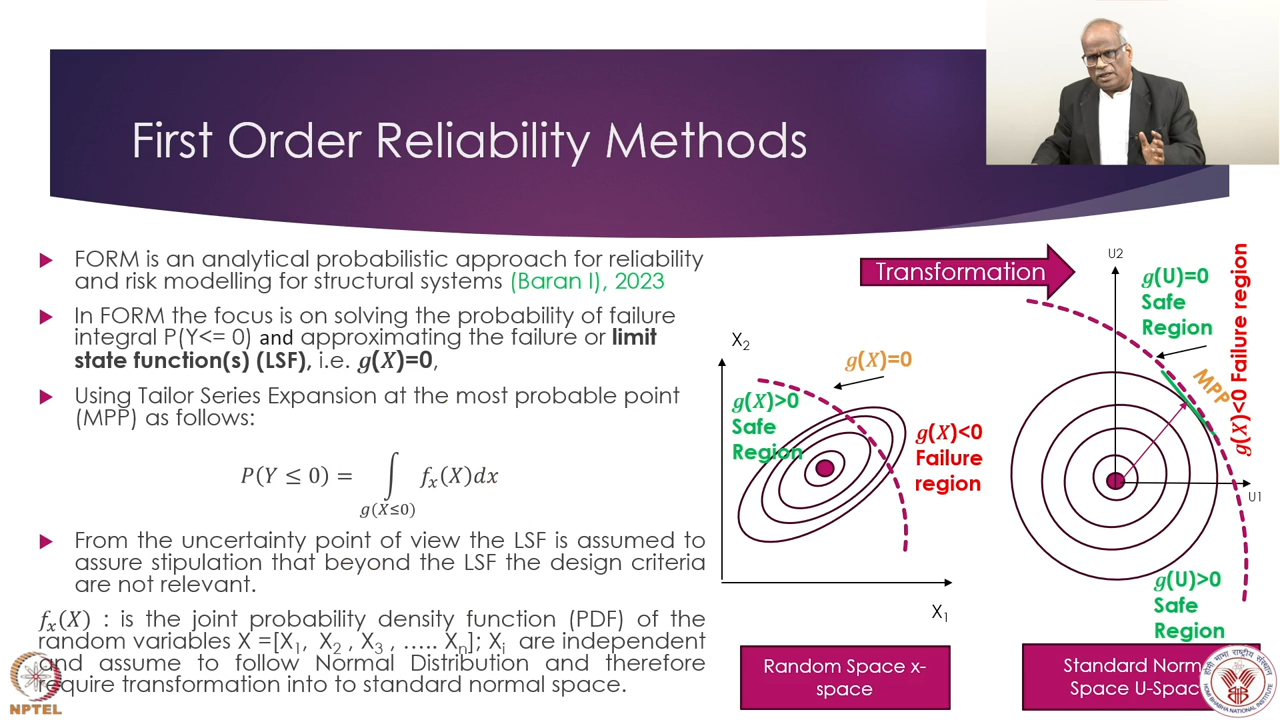 First Order Reliability Methods
FORM is an analytical probabilistic approach for reliability
and risk modelling for structural systems (Baran I), 2023
In FORM the focus is on solving the probability of failure
integral P(Y<= 0) and approximating the failure or limit
state function(s) (LSF), i.e. g(X)=0,
Using Tailor Series Expansion at the most probable point
(MPP) as follows:
P(Y ≤ 0) = ∫ fₓ(X)dx
g(X≤0)
From the uncertainty point of view the LSF is assumed to
assure stipulation that beyond the LSF the design criteria
are not relevant.
fₓ(X) : is the joint probability density function (PDF) of the
random variables X =[X₁, X₂ , X₃ , ..... Xₙ]; Xᵢ are independent
and assume to follow Normal Distribution and therefore
require transformation into to standard normal space.
Transformation
X₂
g(X)=0
g(X)>0
Safe
Region
g(X)<0
Failure
region
X₁
Random Space x-
space
U2
g(U)=0
Safe
Region
g(X)<0 Failure region
MPP
U1
g(U)>0
Safe
Region
Standard
Space
NPTEL
होमी भाभा राष्ट्रीय संस्थान
HOMI BHABHA NATIONAL INSTITUTE